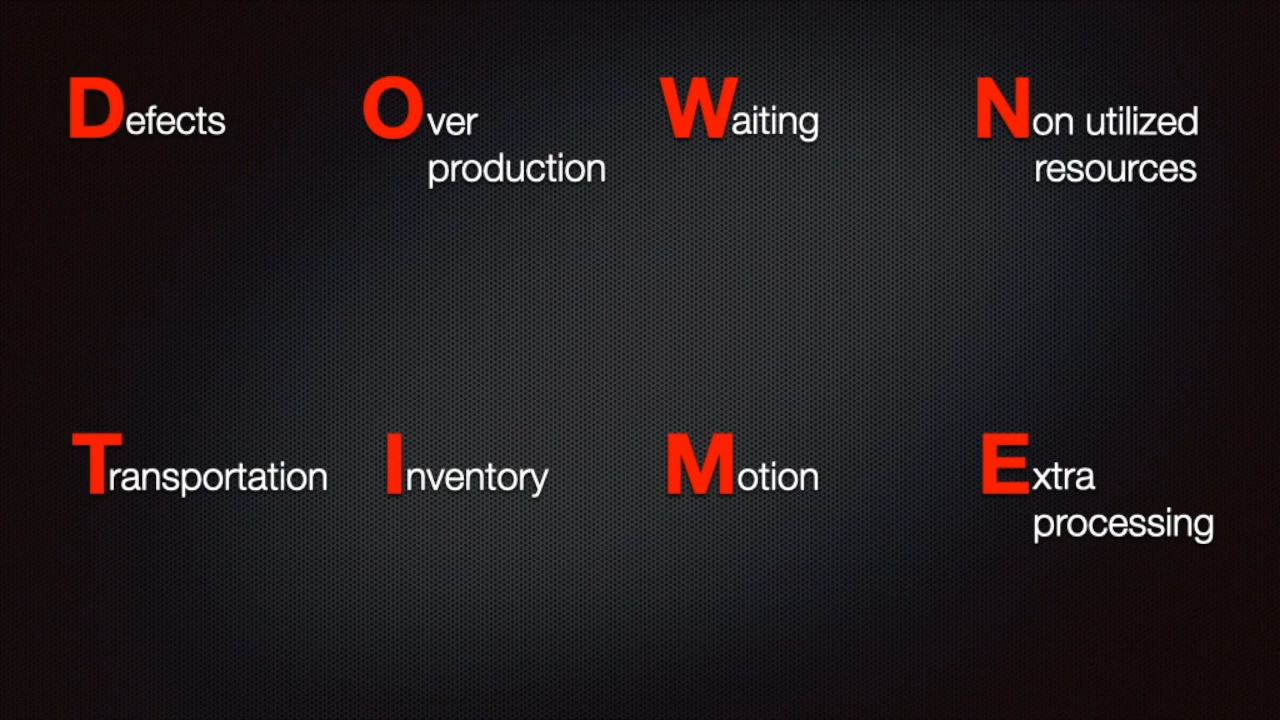 Defects
Over
production
Waiting
Non utilized
resources
Transportation
Inventory
Motion
Extra
processing